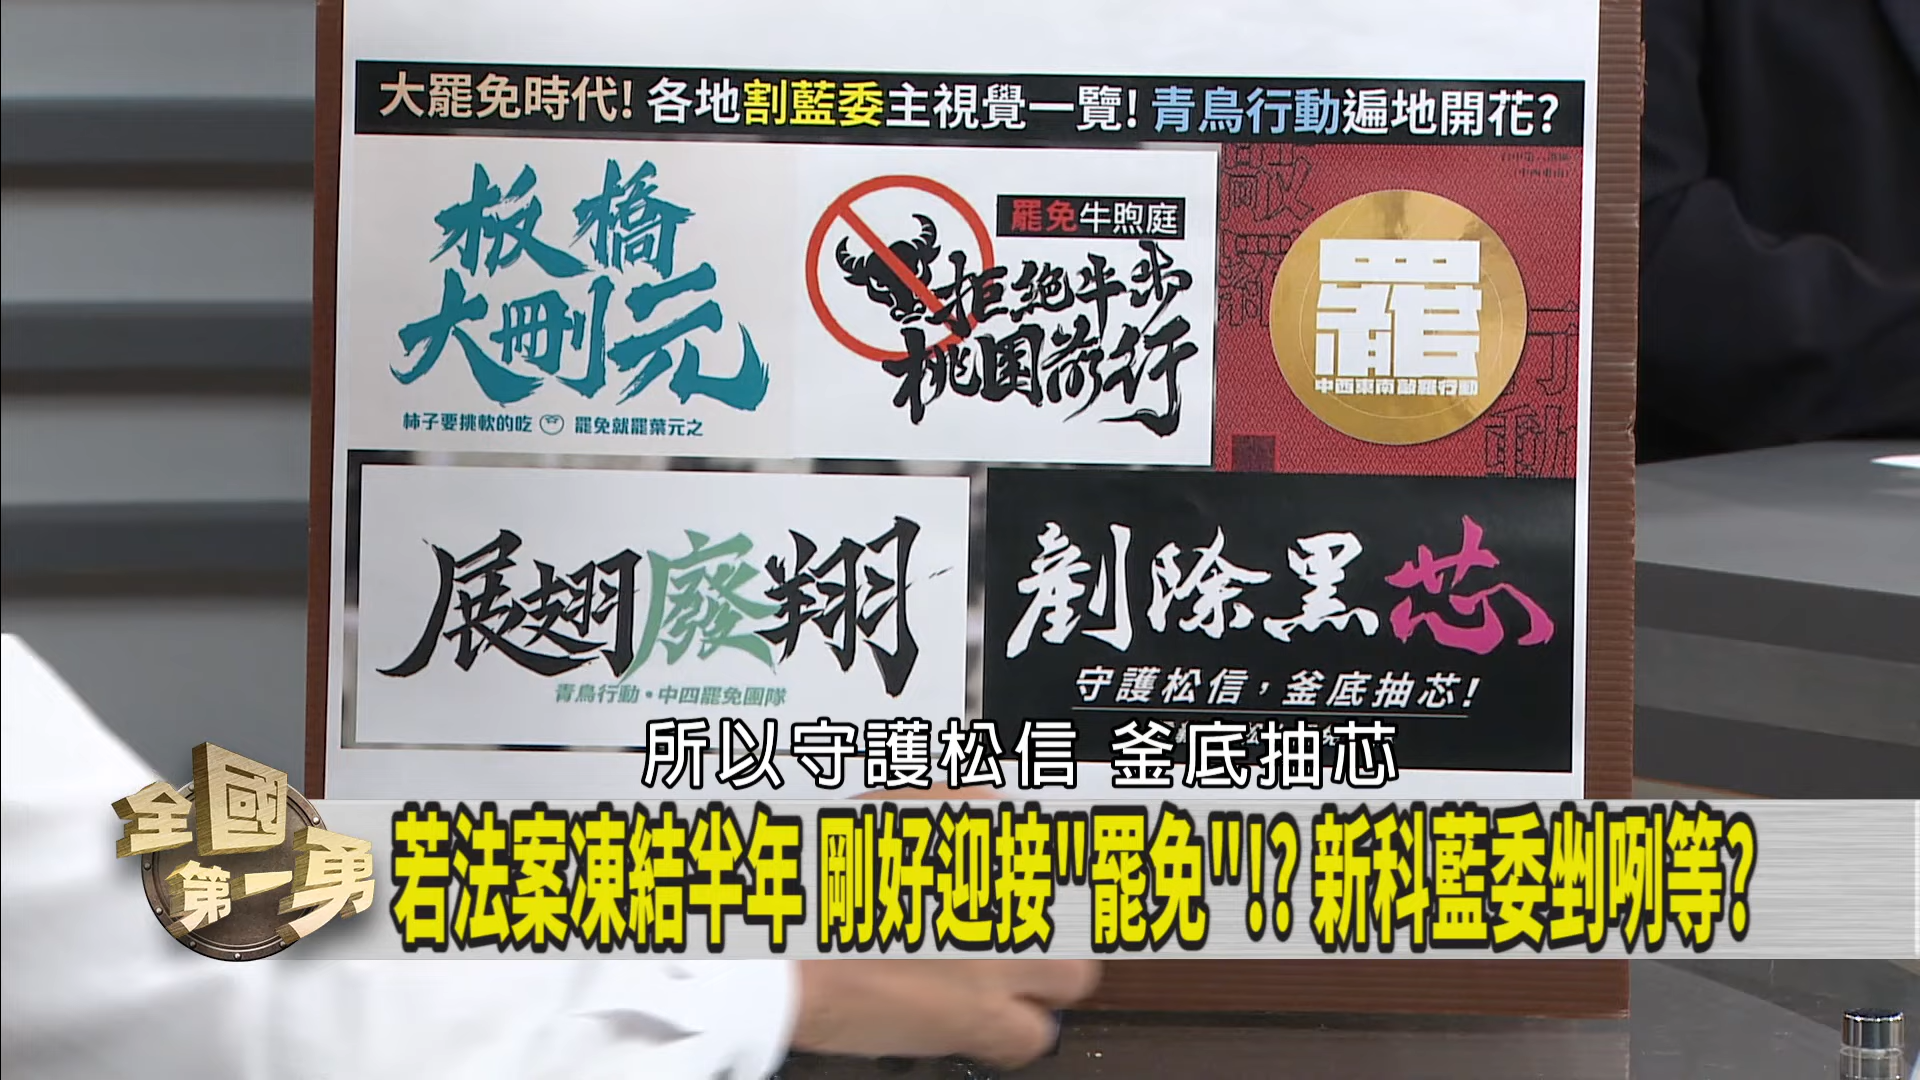 大罷免時代!各地割藍委主視覺一覽!青鳥行動遍地開花?
板橋
大刪元
柿子要挑軟的吃 罷免就罷葉元之
罷免牛煦庭
拒絕牛步
桃園前行
罷
中西東南敲罷行動
展翅廢翔
青鳥行動・中四罷免團隊
剷除黑芯
守護松信,釜底抽芯!
所以守護松信 釜底抽芯
全國第一勇
若法案凍結半年 剛好迎接"罷免"!? 新科藍委剉咧等?